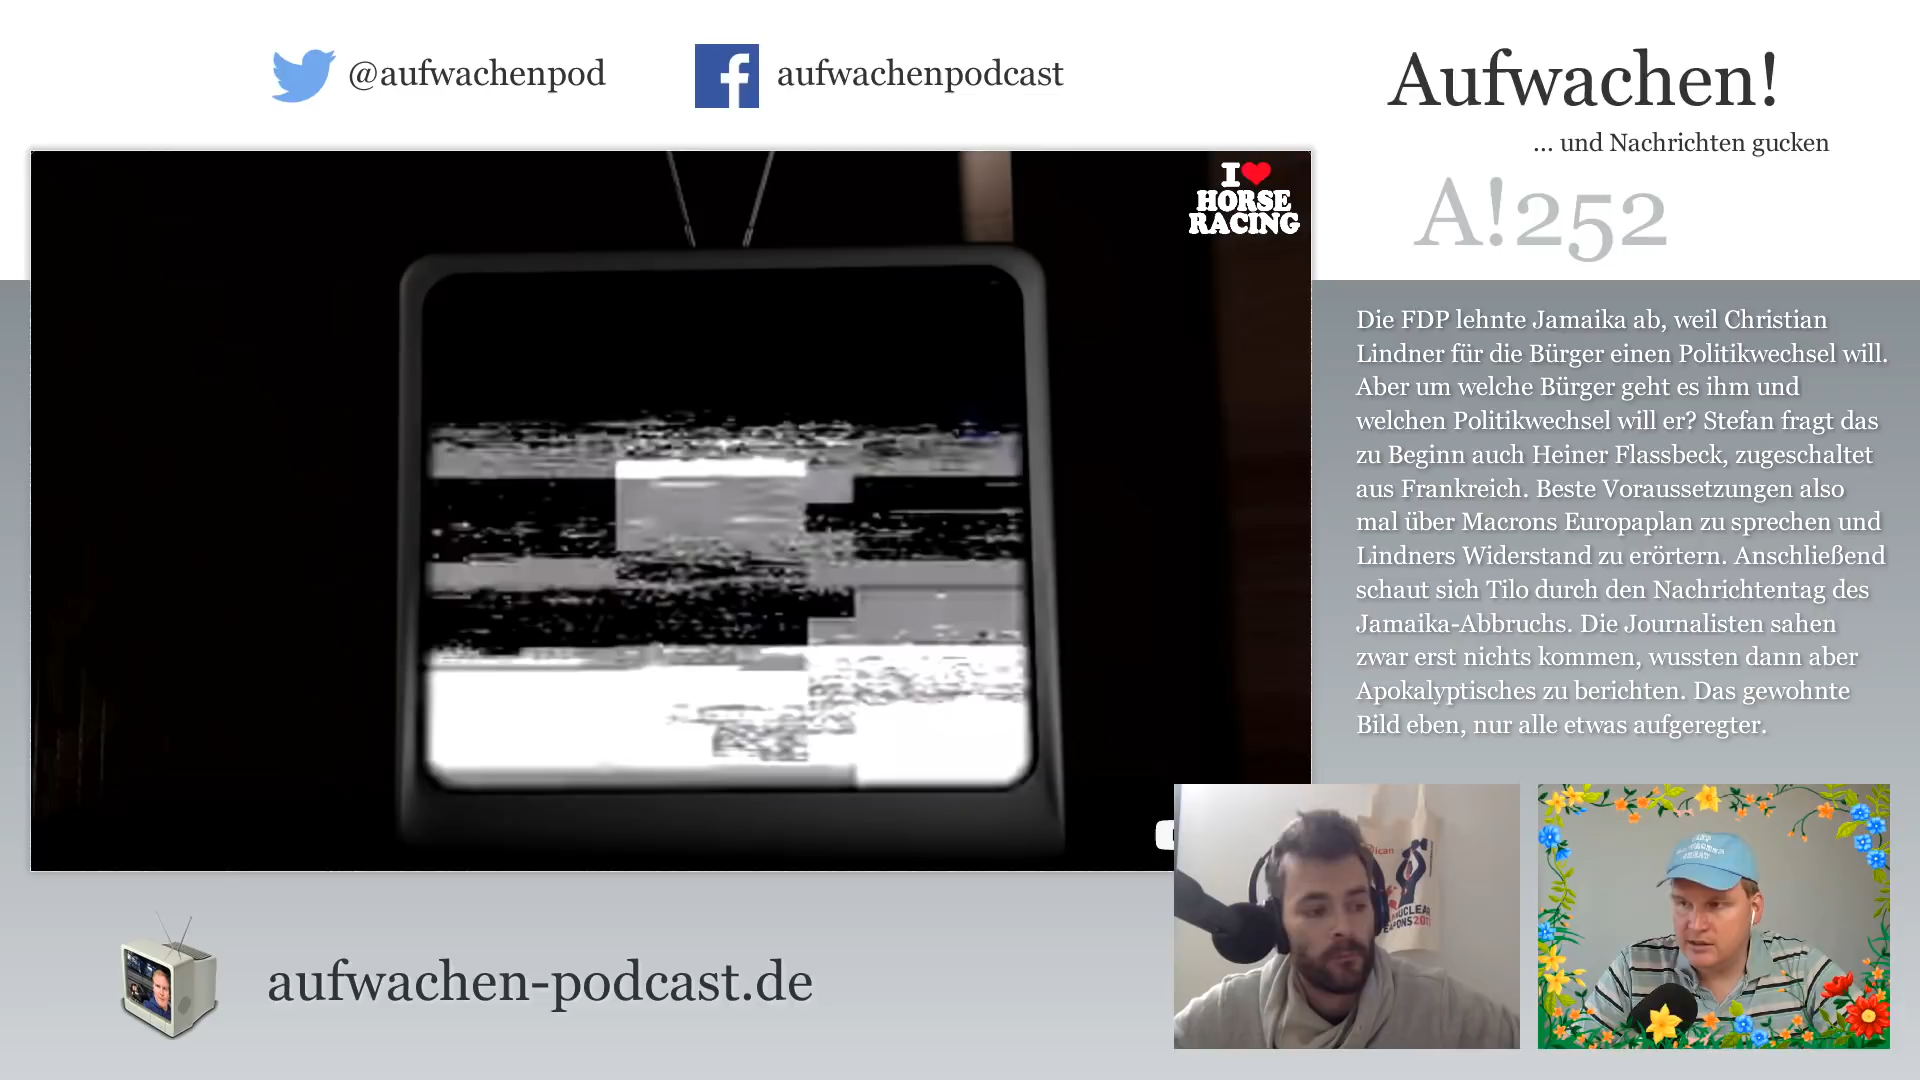 @aufwachenpod
aufwachenpodcast
Aufwachen!
... und Nachrichten gucken
A!252
I
HORSE
RACING
Die FDP lehnte Jamaika ab, weil Christian
Lindner für die Bürger einen Politikwechsel will.
Aber um welche Bürger geht es ihm und
welchen Politikwechsel will er? Stefan fragt das
zu Beginn auch Heiner Flassbeck, zugeschaltet
aus Frankreich. Beste Voraussetzungen also
mal über Macrons Europaplan zu sprechen und
Lindners Widerstand zu erörtern. Anschließend
schaut sich Tilo durch den Nachrichtentag des
Jamaika-Abbruchs. Die Journalisten sahen
zwar erst nichts kommen, wussten dann aber
Apokalyptisches zu berichten. Das gewohnte
Bild eben, nur alle etwas aufgeregter.
ican
aufwachen-podcast.de